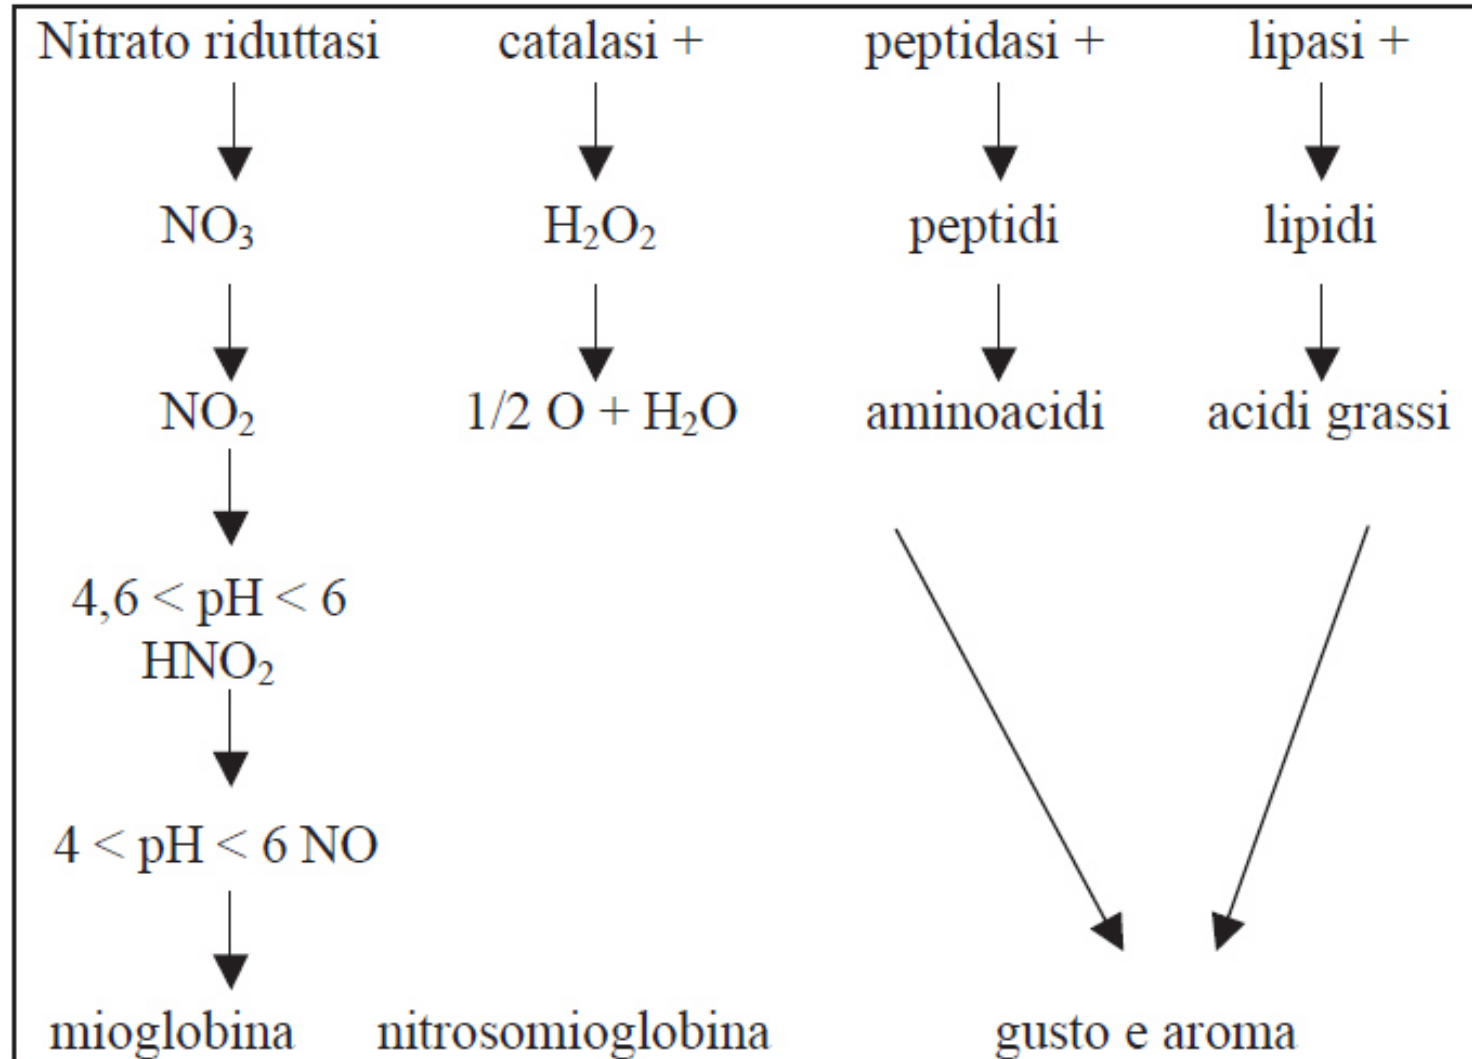 Nitrato riduttasi catalasi + peptidasi + lipasi +
NO₃ H₂O₂ peptidi lipidi
NO₂ 1/2 O + H₂O aminoacidi acidi grassi
4,6 < pH < 6
HNO₂
4 < pH < 6 NO
mioglobina nitrosomioglobina gusto e aroma